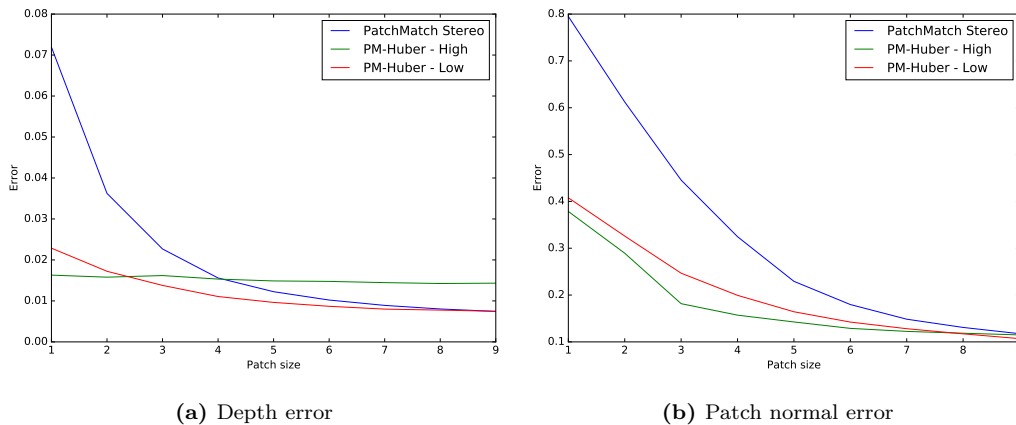 0.08
0.07
0.06
0.05
0.04
0.03
0.02
0.01
0.00
Error
1 2 3 4 5 6 7 8 9
Patch size
PatchMatch Stereo
PM-Huber - High
PM-Huber - Low
(a) Depth error
0.8
0.7
0.6
0.5
0.4
0.3
0.2
0.1
Error
1 2 3 4 5 6 7 8
Patch size
PatchMatch Stereo
PM-Huber - High
PM-Huber - Low
(b) Patch normal error